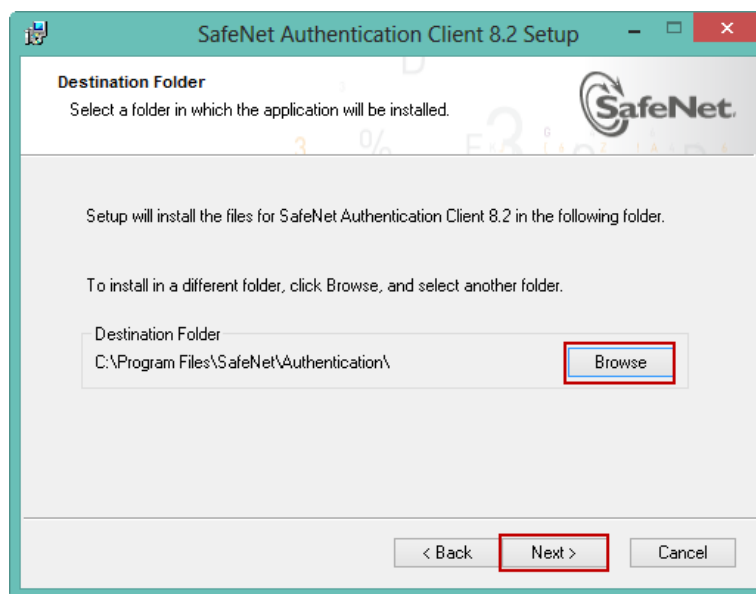 SafeNet Authentication Client 8.2 Setup
Destination Folder
Select a folder in which the application will be installed.
SafeNet.
Setup will install the files for SafeNet Authentication Client 8.2 in the following folder.
To install in a different folder, click Browse, and select another folder.
Destination Folder
C:\Program Files\SafeNet\Authentication\
Browse
< Back
Next >
Cancel